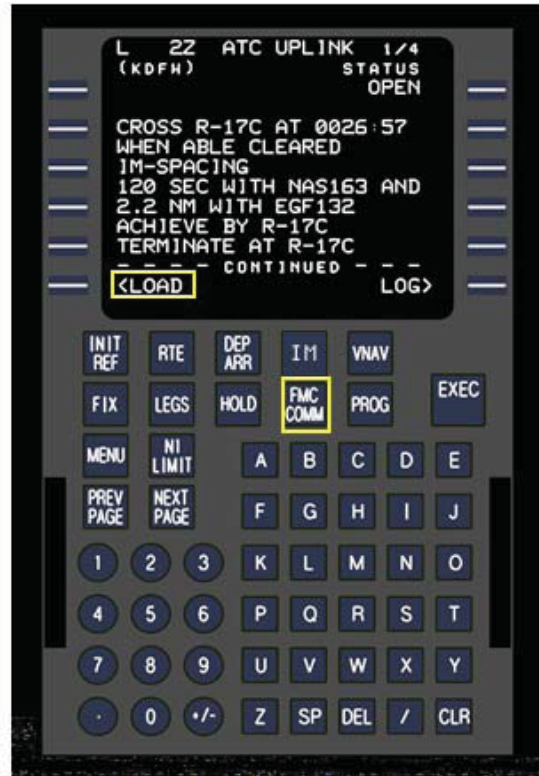 L 2Z ATC UPLINK 1/4
(KDFW) STATUS
OPEN
CROSS R-17C AT 0026:57
WHEN ABLE CLEARED
IM-SPACING
120 SEC WITH NAS163 AND
2.2 NM WITH EGF132
ACHIEVE BY R-17C
TERMINATE AT R-17C
- - - - CONTINUED - - -
<LOAD LOG>
INIT REF RTE DEP ARR IM VNAV
FIX LEGS HOLD FMC COMM PROG EXEC
MENU N1 LIMIT A B C D E
PREV PAGE NEXT PAGE F G H I J
1 2 3 K L M N O
4 5 6 P Q R S T
7 8 9 U V W X Y
. 0 +/- Z SP DEL / CLR